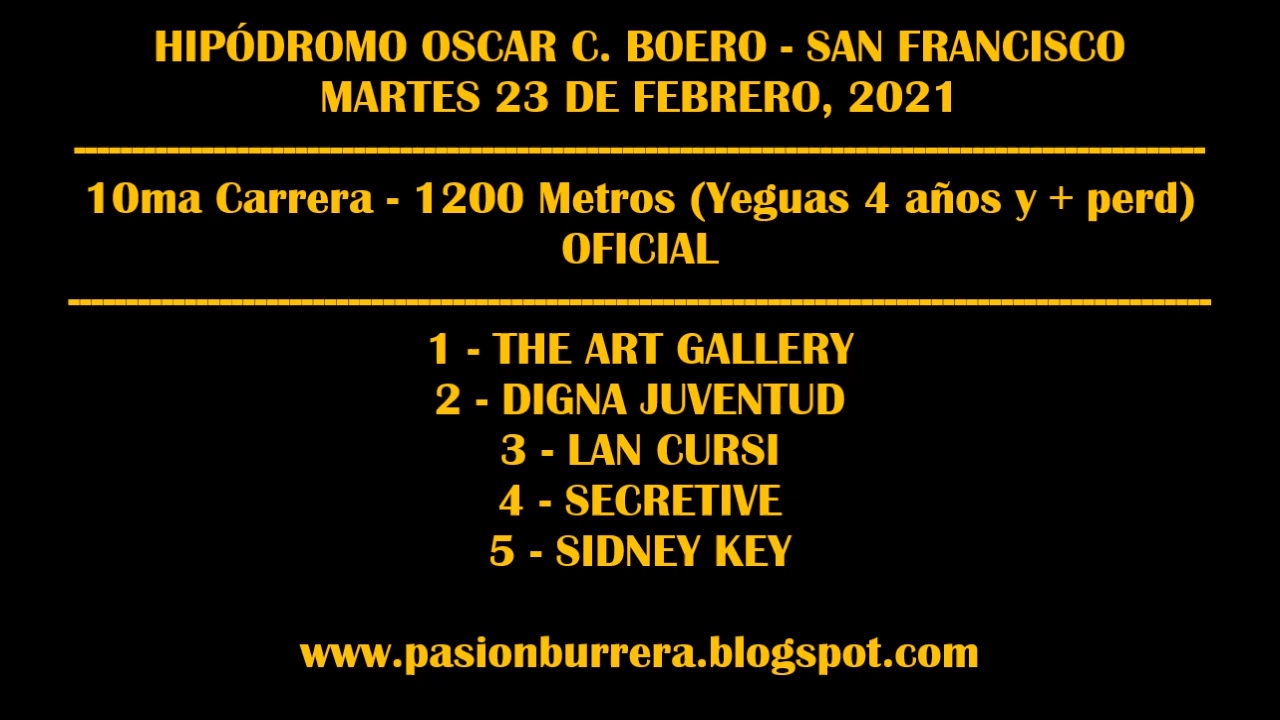 HIPÓDROMO OSCAR C. BOERO - SAN FRANCISCO
MARTES 23 DE FEBRERO, 2021
10ma Carrera - 1200 Metros (Yeguas 4 años y + perd)
OFICIAL
1 - THE ART GALLERY
2 - DIGNA JUVENTUD
3 - LAN CURSI
4 - SECRETIVE
5 - SIDNEY KEY
www.pasionburrera.blogspot.com